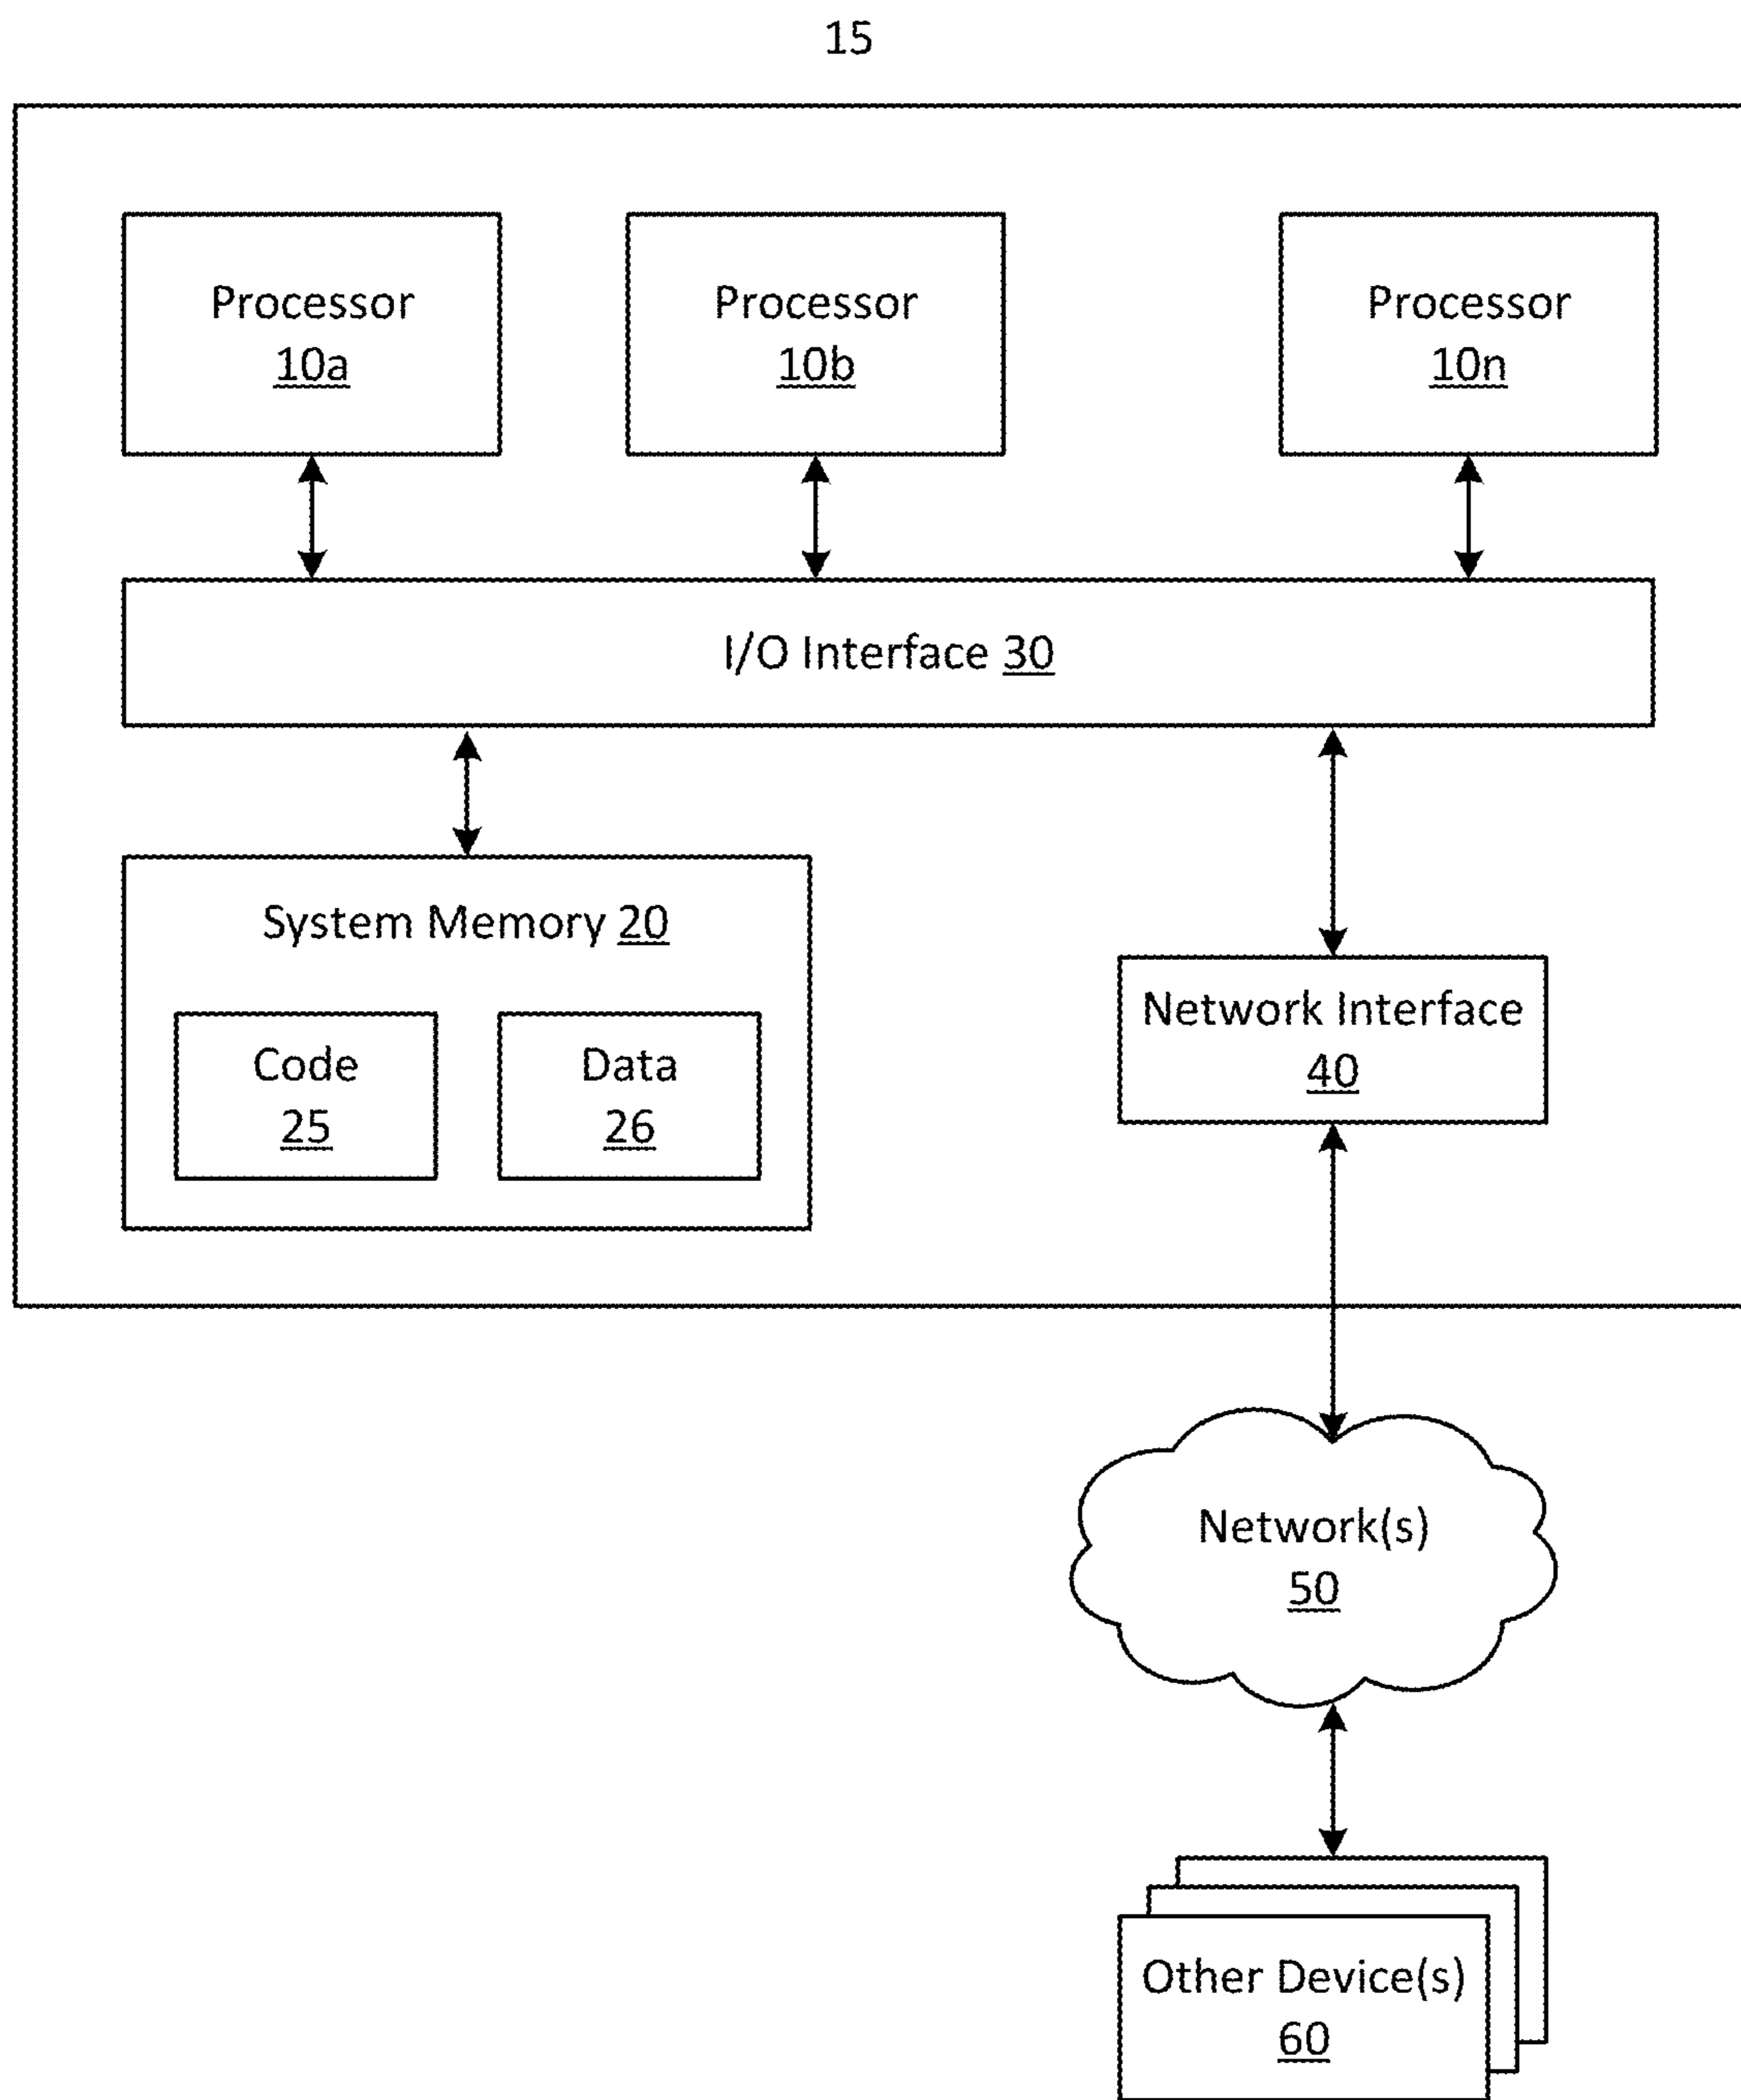 15
Processor
10a
Processor
10b
Processor
10n
I/O Interface 30
System Memory 20
Code
25
Data
26
Network Interface
40
Network(s)
50
Other Device(s)
60